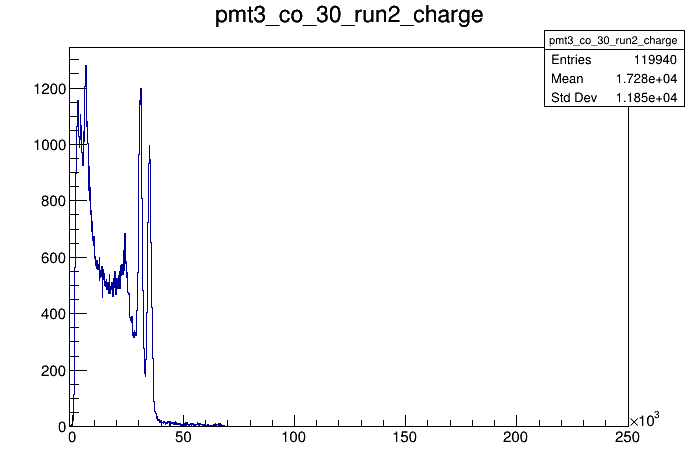 pmt3_co_30_run2_charge
pmt3_co_30_run2_charge
Entries 119940
Mean 1.728e+04
Std Dev 1.185e+04
1200
1000
800
600
400
200
0
0 50 100 150 200 250
×10³